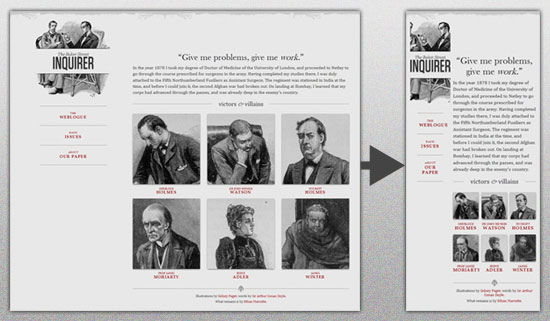 The Baker Street
INQUIRER
THE
WEBLOGUE
BACK
ISSUES
ABOUT
OUR PAPER
“Give me problems,
give me work.”
In the year 1878 I took my degree of Doctor of Medicine of the University of
London, and proceeded to Netley to
go through the course prescribed for surgeons in the army. Having completed my studies there, I was duly
attached to the Fifth Northumberland Fusiliers as Assistant Surgeon. The regiment was stationed in India at the
time, and before I could join it, the second Afghan war had broken out. On landing at Bombay, I learned that my
corps had advanced through the passes, and was already deep in the enemy's country.
victors & villains
SHERLOCK
HOLMES
DR JOHN HAMISH
WATSON
MYCROFT
HOLMES
PROF JAMES
MORIARTY
IRENE
ADLER
JAMES
WINTER
Illustrations by Sidney Paget; words by Sir Arthur
Conan Doyle.
What remains is by Ethan Marcotte.
The Baker Street
INQUIRER
THE
WEBLOGUE
BACK
ISSUES
ABOUT
OUR
PAPER
“Give me problems,
give me work.”
In the year 1878 I took my degree of
Doctor of Medicine of the University of
London, and proceeded to Netley to go
through the course prescribed for
surgeons in the army. Having completed
my studies there, I was duly attached to
the Fifth Northumberland Fusiliers as
Assistant Surgeon. The regiment was
stationed in India at the time, and
before I could join it, the second Afghan
war had broken out. On landing at
Bombay, I learned that my corps had
advanced through the passes, and was
already deep in the enemy's country.
victors & villains
SHERLOCK
HOLMES
DR JOHN HAMISH
WATSON
MYCROFT
HOLMES
PROF JAMES
MORIARTY
IRENE
ADLER
JAMES
WINTER
Illustrations by Sidney Paget; words by Sir Arthur
Conan Doyle.
What remains is by Ethan Marcotte.